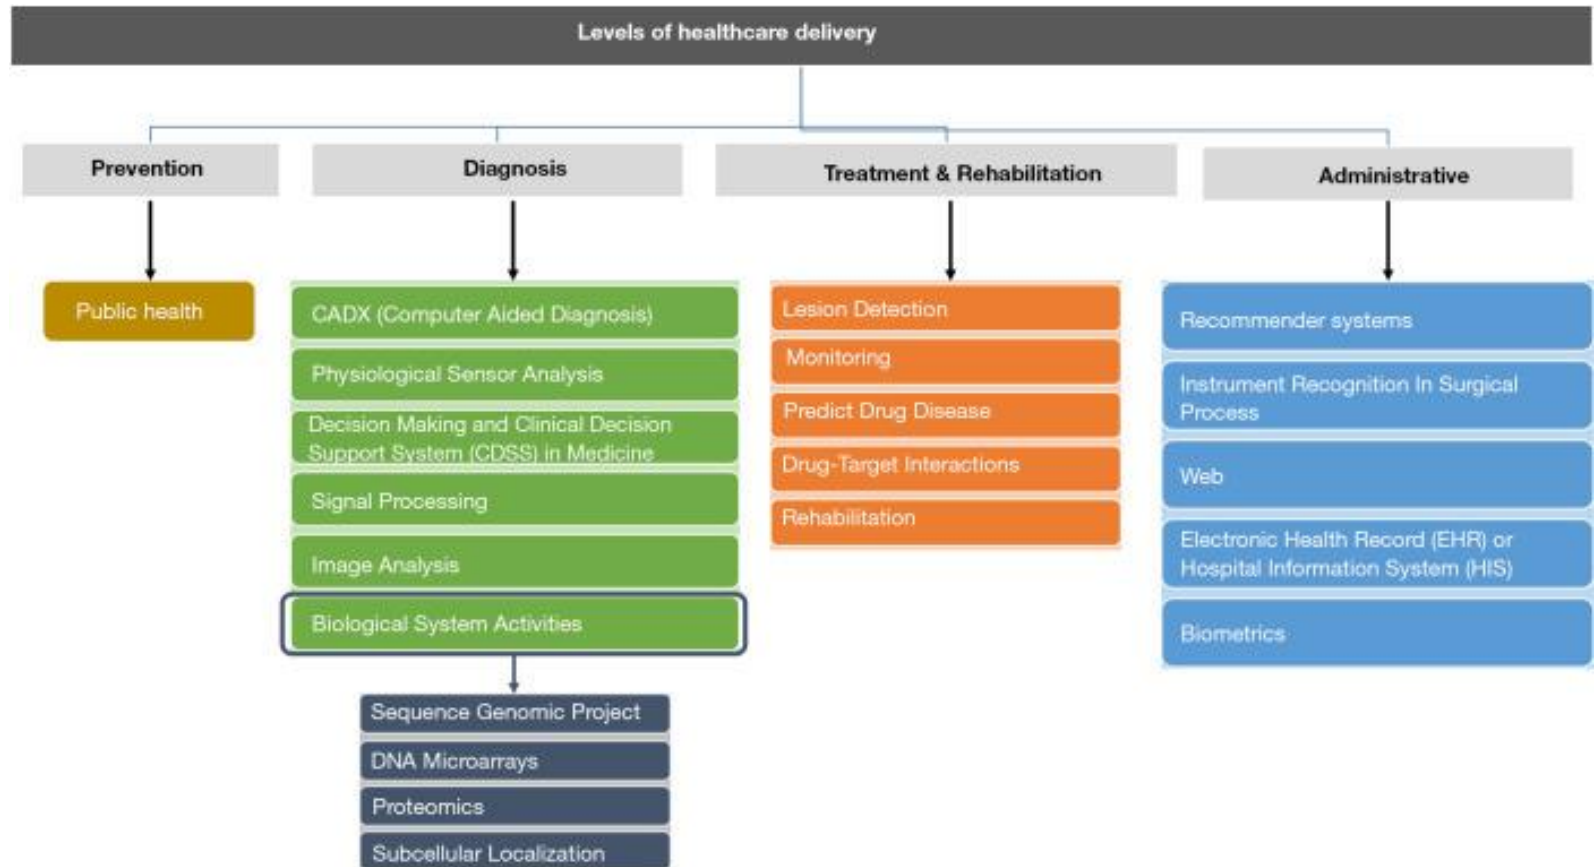 Levels of healthcare delivery
Prevention
Diagnosis
Treatment & Rehabilitation
Administrative
Public health
CADX (Computer Aided Diagnosis)
Physiological Sensor Analysis
Decision Making and Clinical Decision
Support System (CDSS) in Medicine
Signal Processing
Image Analysis
Biological System Activities
Sequence Genomic Project
DNA Microarrays
Proteomics
Subcellular Localization
Lesion Detection
Monitoring
Predict Drug Disease
Drug-Target Interactions
Rehabilitation
Recommender systems
Instrument Recognition In Surgical
Process
Web
Electronic Health Record (EHR) or
Hospital Information System (HIS)
Biometrics